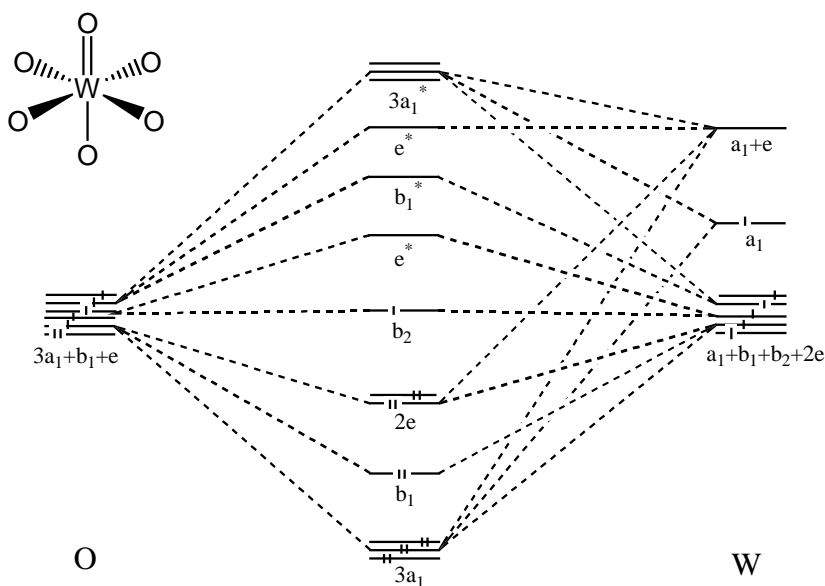 O
O O
W
O O
O
3a₁*
e*
a₁+e
b₁*
a₁
e*
b₂
3a₁+b₁+e
a₁+b₁+b₂+2e
2e
b₁
O
W
3a₁